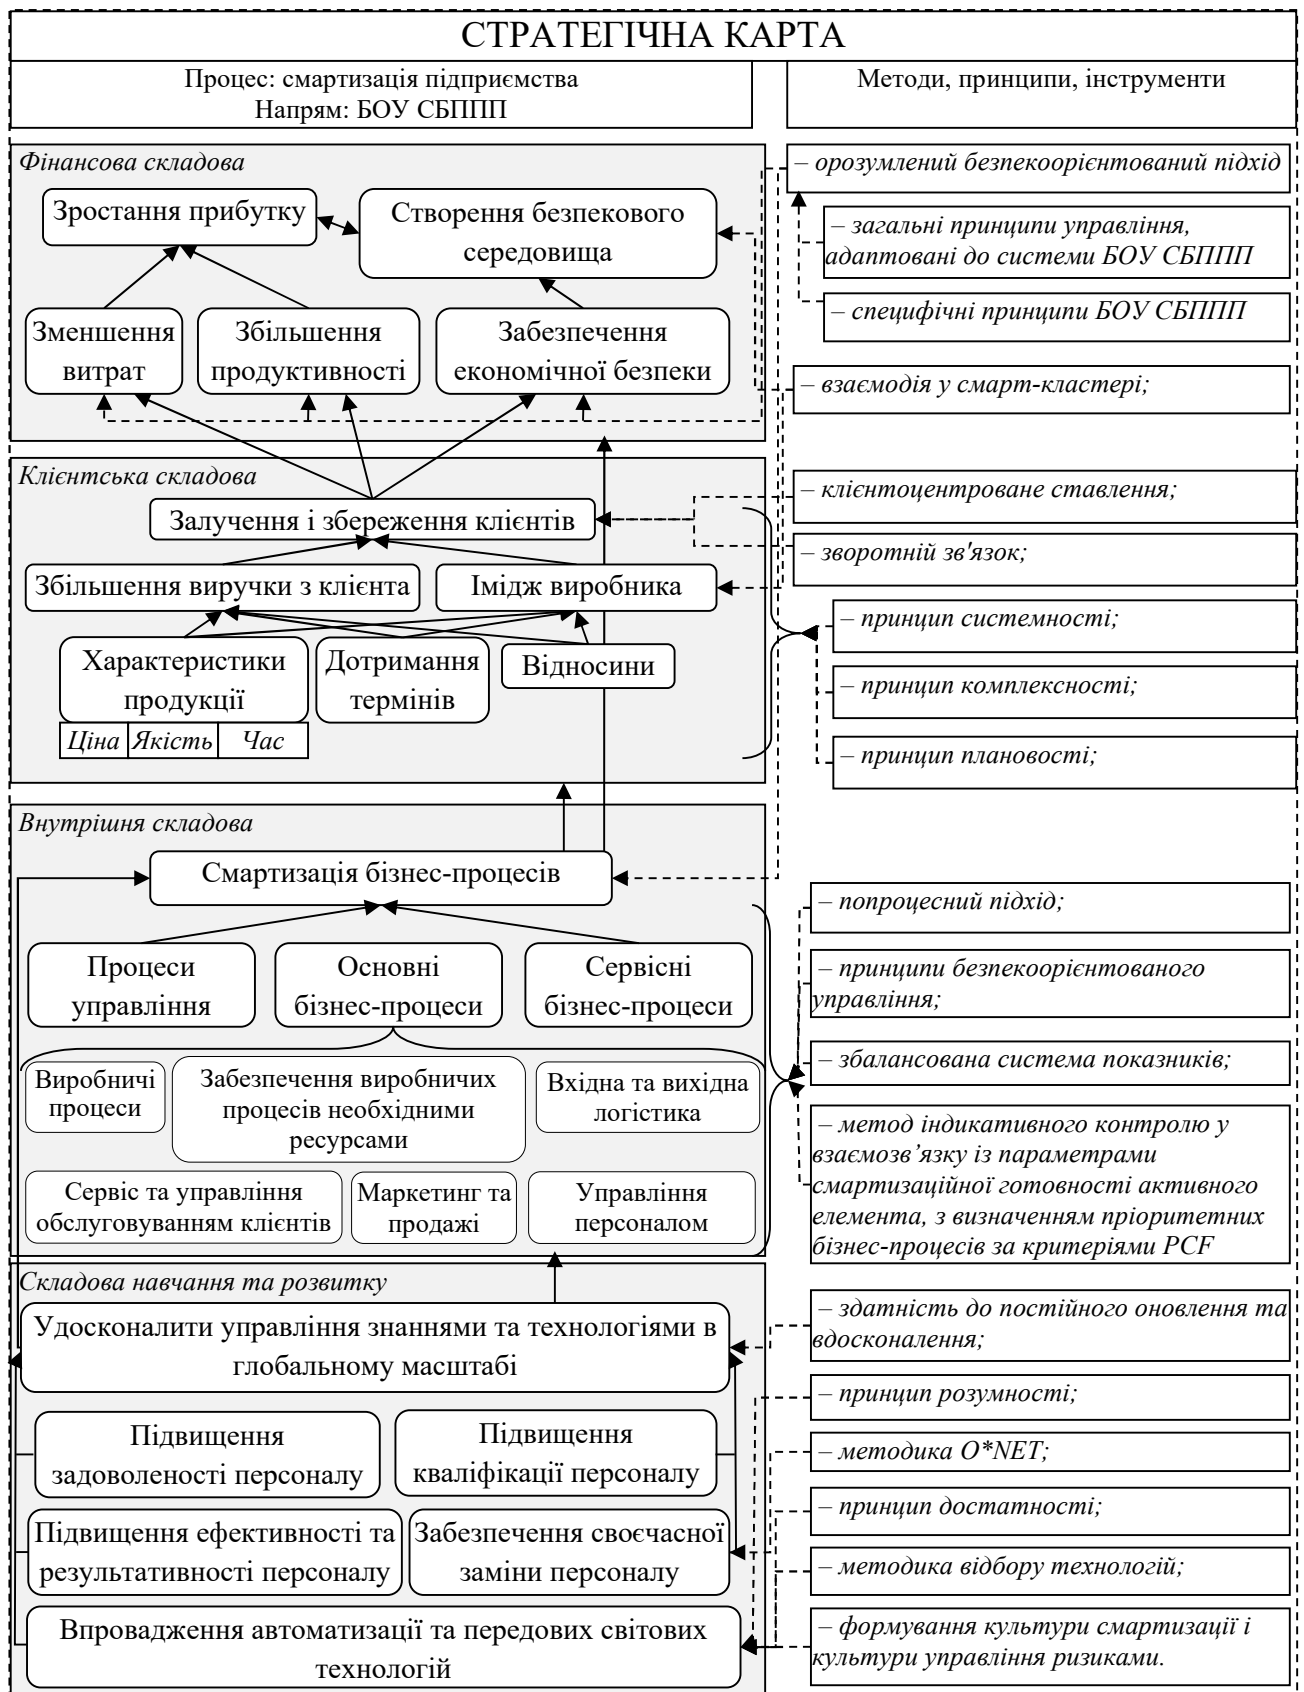 СТРАТЕГІЧНА КАРТА
Процес: смартизація підприємства
Напрям: БОУ СБППП
Методи, принципи, інструменти
Фінансова складова
Зростання прибутку
Створення безпекового
середовища
Зменшення
витрат
Збільшення
продуктивності
Забезпечення
економічної безпеки
– орозумлений безпекоорієнтований підхід
– загальні принципи управління,
адаптовані до системи БОУ СБППП
– специфічні принципи БОУ СБППП
– взаємодія у смарт-кластері;
Клієнтська складова
Залучення і збереження клієнтів
Збільшення виручки з клієнта
Імідж виробника
Характеристики
продукції
Дотримання
термінів
Відносини
Ціна
Якість
Час
– клієнтоцентроване ставлення;
– зворотній зв'язок;
– принцип системності;
– принцип комплексності;
– принцип плановості;
Внутрішня складова
Смартизація бізнес-процесів
Процеси
управління
Основні
бізнес-процеси
Сервісні
бізнес-процеси
Виробничі
процеси
Забезпечення виробничих
процесів необхідними
ресурсами
Вхідна та вихідна
логістика
Сервіс та управління
обслуговуванням клієнтів
Маркетинг та
продажі
Управління
персоналом
– попроцесний підхід;
– принципи безпекоорієнтованого
управління;
– збалансована система показників;
– метод індикативного контролю у
взаємозв’язку із параметрами
смартизаційної готовності активного
елемента, з визначенням пріоритетних
бізнес-процесів за критеріями PCF
Складова навчання та розвитку
Удосконалити управління знаннями та технологіями в
глобальному масштабі
Підвищення
задоволеності персоналу
Підвищення
кваліфікації персоналу
Підвищення ефективності та
результативності персоналу
Забезпечення своєчасної
заміни персоналу
Впровадження автоматизації та передових світових
технологій
– здатність до постійного оновлення та
вдосконалення;
– принцип розумності;
– методика O*NET;
– принцип достатності;
– методика відбору технологій;
– формування культури смартизації і
культури управління ризиками.